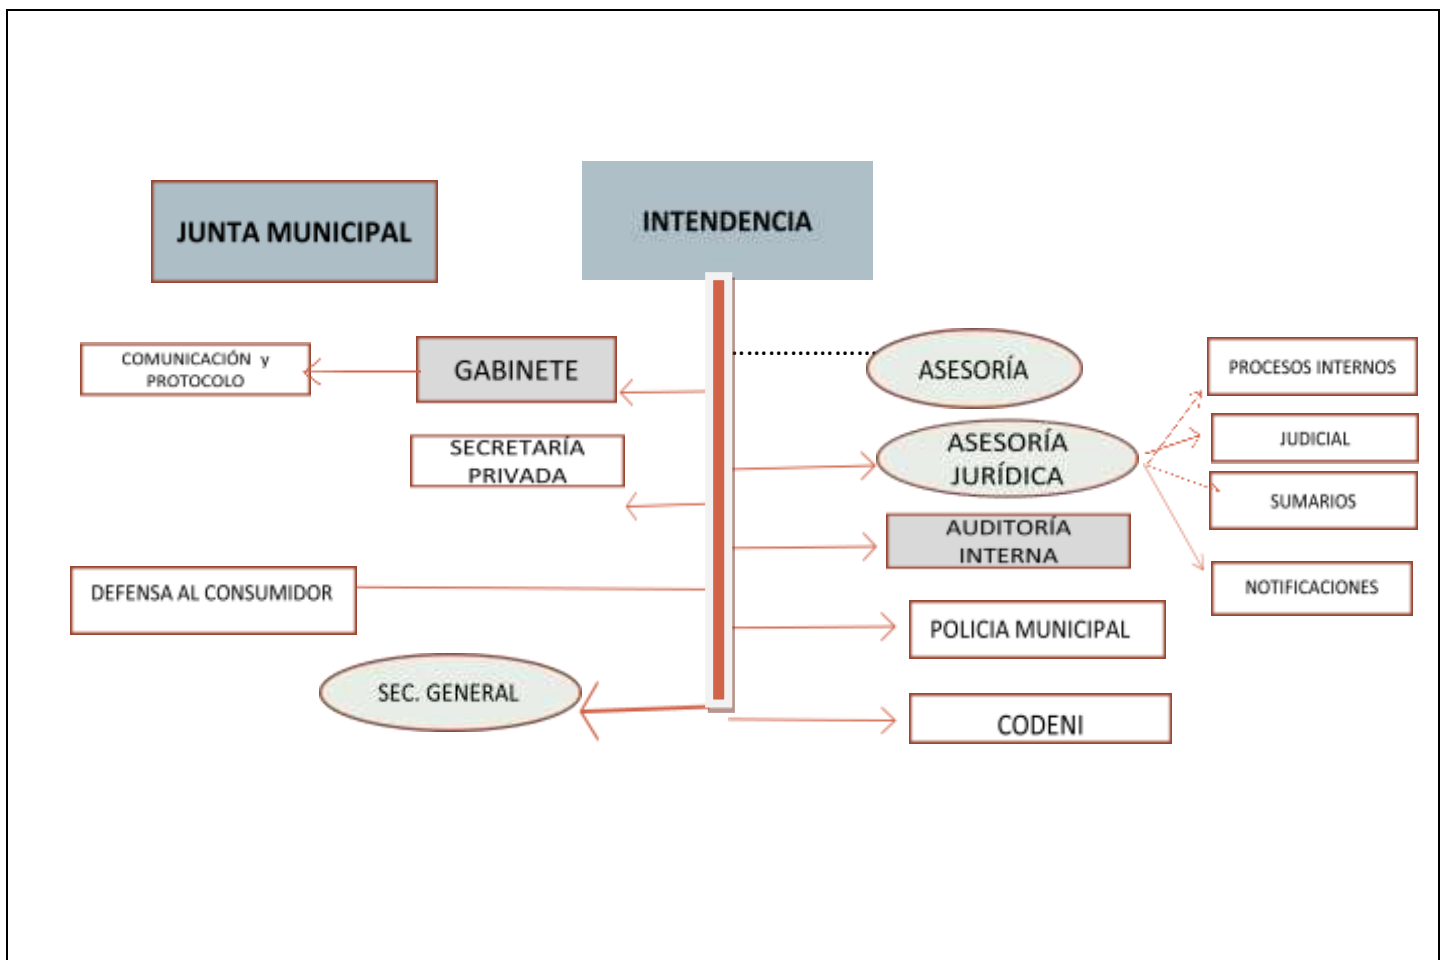 JUNTA MUNICIPAL
INTENDENCIA
COMUNICACIÓN y
PROTOCOLO
GABINETE
ASESORÍA
PROCESOS INTERNOS
SECRETARÍA
PRIVADA
ASESORÍA
JURÍDICA
JUDICIAL
SUMARIOS
AUDITORÍA
INTERNA
DEFENSA AL CONSUMIDOR
NOTIFICACIONES
POLICIA MUNICIPAL
SEC. GENERAL
CODENI